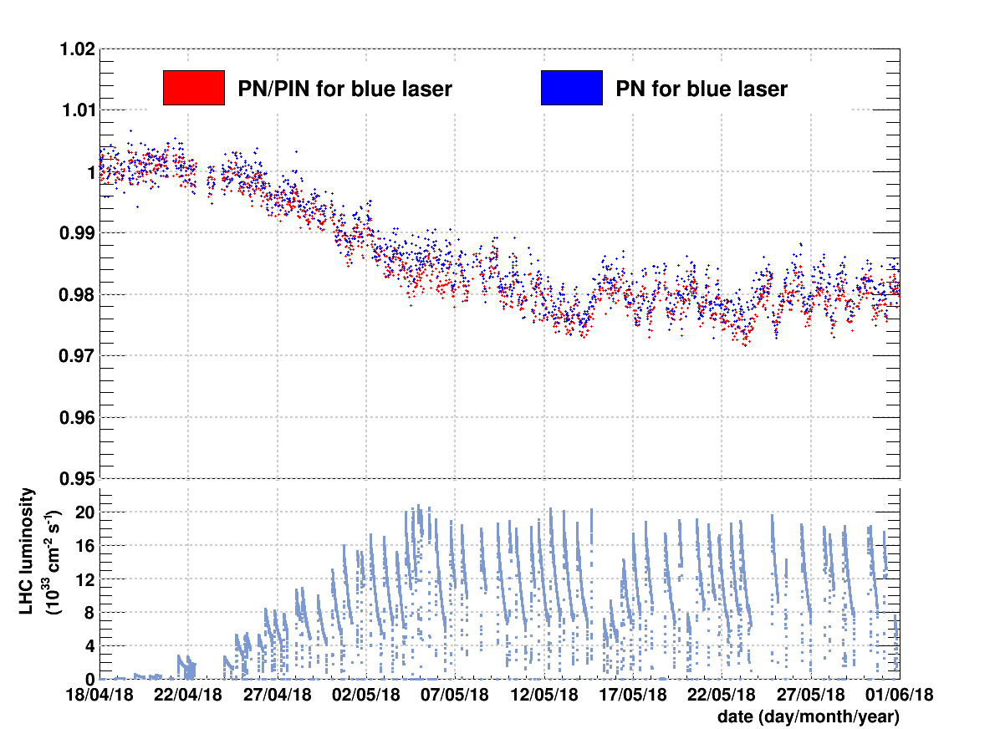 1.02
PN/PIN for blue laser PN for blue laser
1.01
1
0.99
0.98
0.97
0.96
0.95
LHC luminosity
(10³³ cm⁻² s⁻¹)
20
16
12
8
4
0
18/04/18 22/04/18 27/04/18 02/05/18 07/05/18 12/05/18 17/05/18 22/05/18 27/05/18 01/06/18
date (day/month/year)